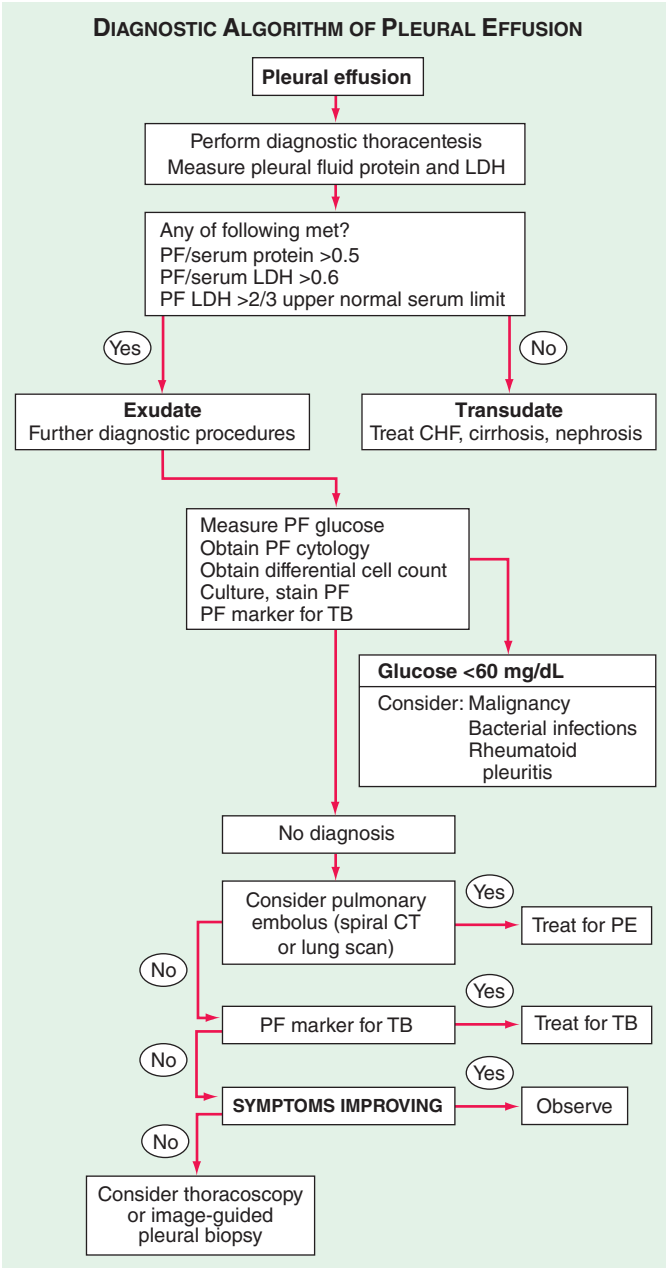 DIAGNOSTIC ALGORITHM OF PLEURAL EFFUSION
Pleural effusion
Perform diagnostic thoracentesis
Measure pleural fluid protein and LDH
Any of following met?
PF/serum protein >0.5
PF/serum LDH >0.6
PF LDH >2/3 upper normal serum limit
Yes
No
Exudate
Further diagnostic procedures
Transudate
Treat CHF, cirrhosis, nephrosis
Measure PF glucose
Obtain PF cytology
Obtain differential cell count
Culture, stain PF
PF marker for TB
Glucose <60 mg/dL
Consider: Malignancy
Bacterial infections
Rheumatoid
pleuritis
No diagnosis
Consider pulmonary
embolus (spiral CT
or lung scan)
Yes
Treat for PE
No
PF marker for TB
Yes
Treat for TB
No
SYMPTOMS IMPROVING
Yes
Observe
No
Consider thoracoscopy
or image-guided
pleural biopsy